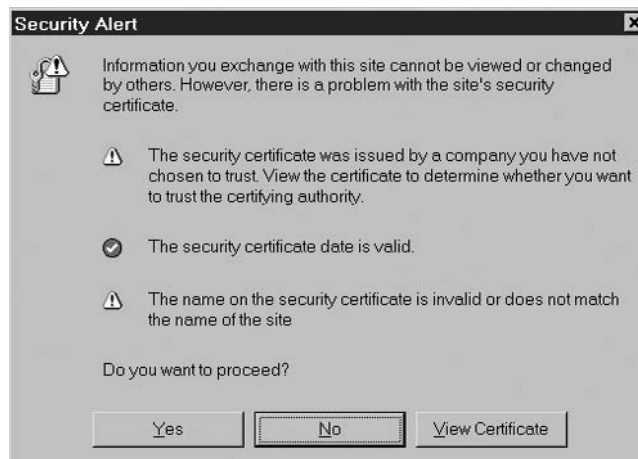 Security Alert
Information you exchange with this site cannot be viewed or changed
by others. However, there is a problem with the site's security
certificate.
The security certificate was issued by a company you have not
chosen to trust. View the certificate to determine whether you want
to trust the certifying authority.
The security certificate date is valid.
The name on the security certificate is invalid or does not match
the name of the site
Do you want to proceed?
Yes No View Certificate